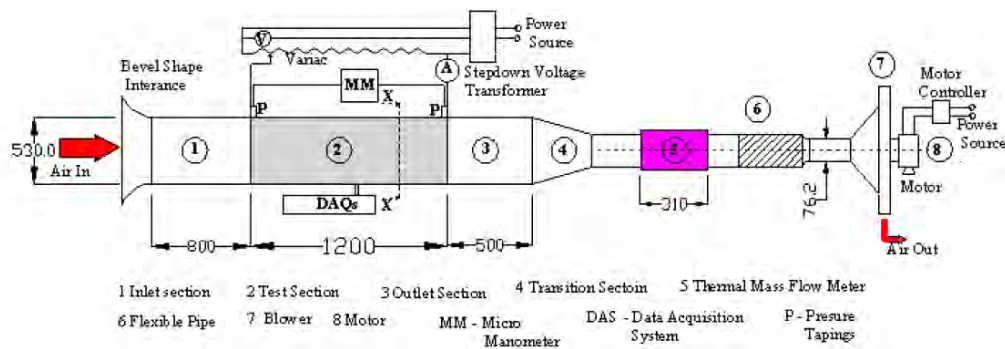 Power
Source
V
Variac
A
Stepdown Voltage
Transformer
Bevel Shape
Interance
MM
P
P
X
X
7
Motor
Controller
Power
Source
6
530.0
Air In
1
2
3
4
5
8
Motor
DAQs
310
76.2
Air Out
800
1200
500
1 Inlet section
2 Test Section
3 Outlet Section
4 Transition Sectoin
5 Thermal Mass Flow Meter
6 Flexible Pipe
7 Blower
8 Motor
MM - Micro
Manometer
DAS - Data Acquisition
System
P - Presure
Tapings